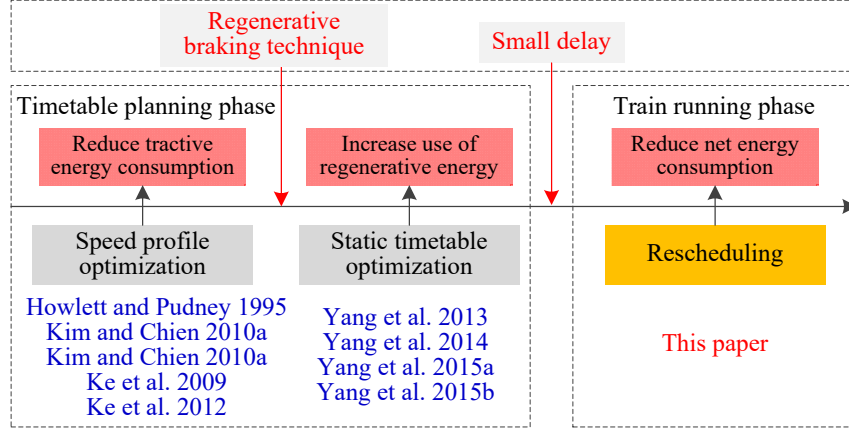 Regenerative
braking technique
Small delay
Timetable planning phase
Train running phase
Reduce tractive
energy consumption
Increase use of
regenerative energy
Reduce net energy
consumption
Speed profile
optimization
Static timetable
optimization
Rescheduling
Howlett and Pudney 1995
Kim and Chien 2010a
Kim and Chien 2010a
Ke et al. 2009
Ke et al. 2012
Yang et al. 2013
Yang et al. 2014
Yang et al. 2015a
Yang et al. 2015b
This paper